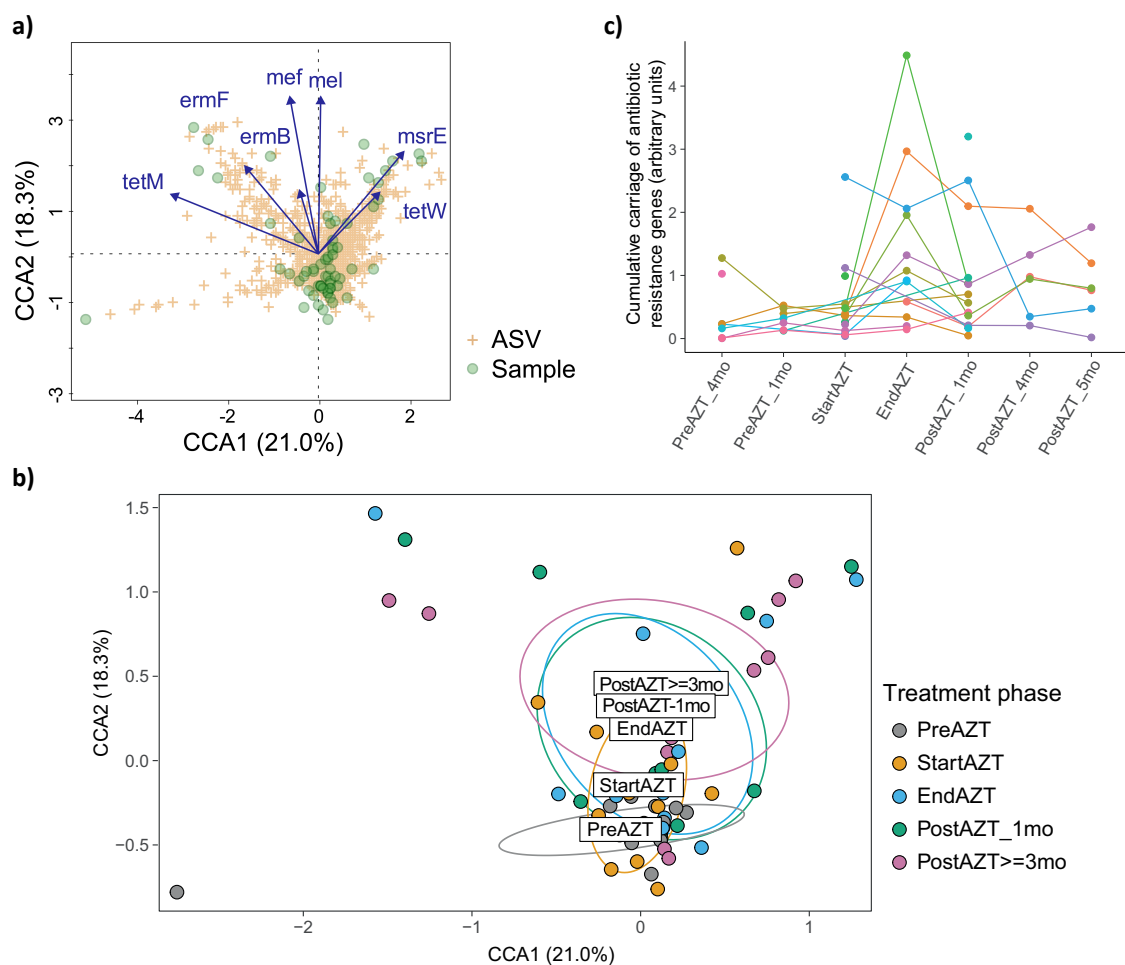 a)
mef
mel
ermF
ermB
msrE
tetM
tetW
CCA2 (18.3%)
3
1
-1
-3
-4
-2
0
2
CCA1 (21.0%)
ASV
Sample
c)
Cumulative carriage of antibiotic
resistance genes (arbitrary units)
4
3
2
1
0
PreAZT_4mo
PreAZT_1mo
StartAZT
EndAZT
PostAZT_1mo
PostAZT_4mo
PostAZT_5mo
b)
CCA2 (18.3%)
1.5
1.0
0.5
0.0
−0.5
PostAZT>=3mo
PostAZT-1mo
EndAZT
StartAZT
PreAZT
−2
−1
0
1
CCA1 (21.0%)
Treatment phase
PreAZT
StartAZT
EndAZT
PostAZT_1mo
PostAZT>=3mo